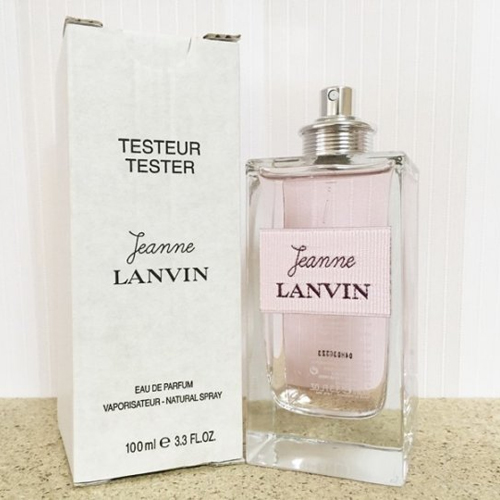 TESTEUR
TESTER
Jeanne
LANVIN
EAU DE PARFUM
VAPORISATEUR - NATURAL SPRAY
100 ml e 3.3 FL.OZ.
Jeanne
LANVIN